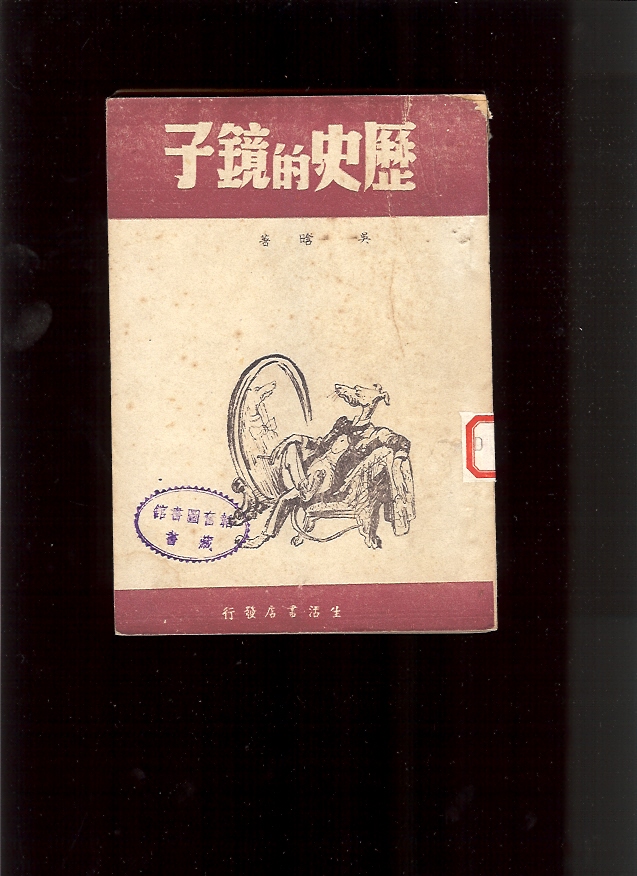 歷史的鏡子
吳晗著
生活書店發行
圖書館
藏書